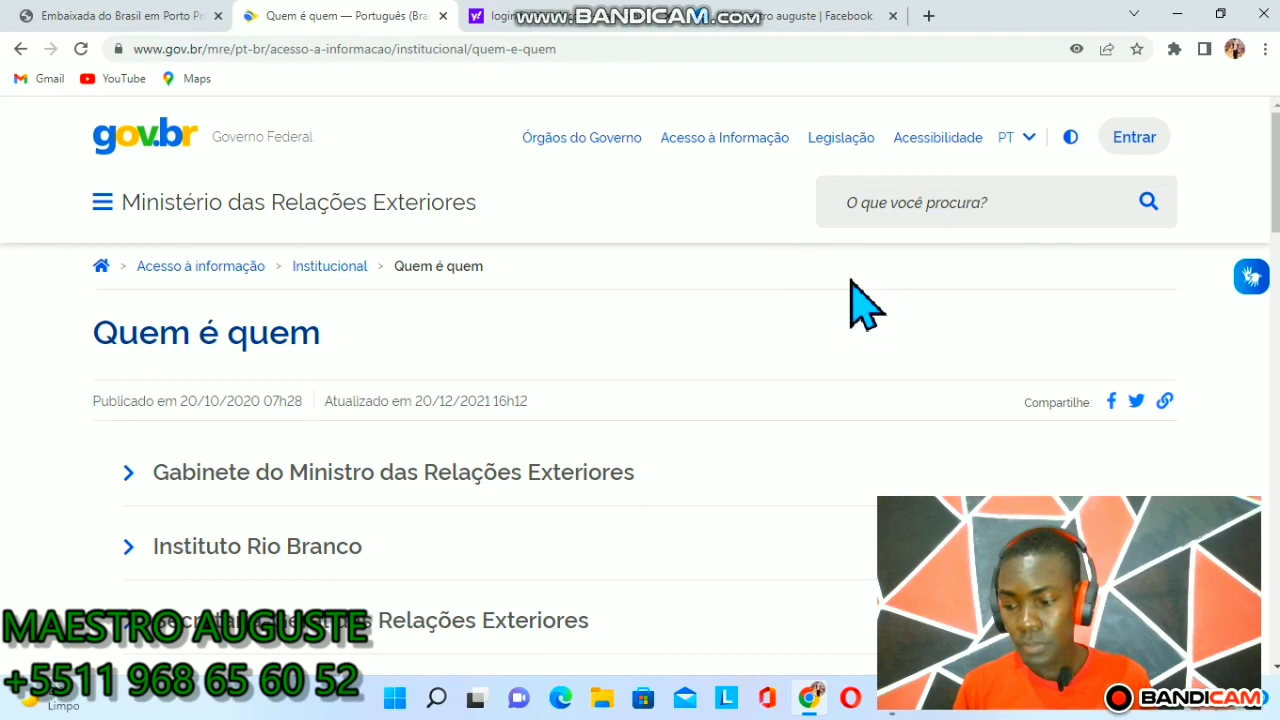 Embaixada do Brasil em Porto Pr
Quem é quem — Português (Bra
login
www.BANDICAM.com
stro auguste | Facebook
www.gov.br/mre/pt-br/acesso-a-informacao/institucional/quem-e-quem
Gmail YouTube Maps
gov.br Governo Federal
Órgãos do Governo Acesso à Informação Legislação Acessibilidade PT Entrar
Ministério das Relações Exteriores
O que você procura?
Acesso à informação > Institucional > Quem é quem
Quem é quem
Publicado em 20/10/2020 07h28 Atualizado em 20/12/2021 16h12
Compartilhe:
Gabinete do Ministro das Relações Exteriores
Instituto Rio Branco
Relações Exteriores
MAESTRO AUGUSTE
+5511 968 65 60 52
Limpo
BANDICAM